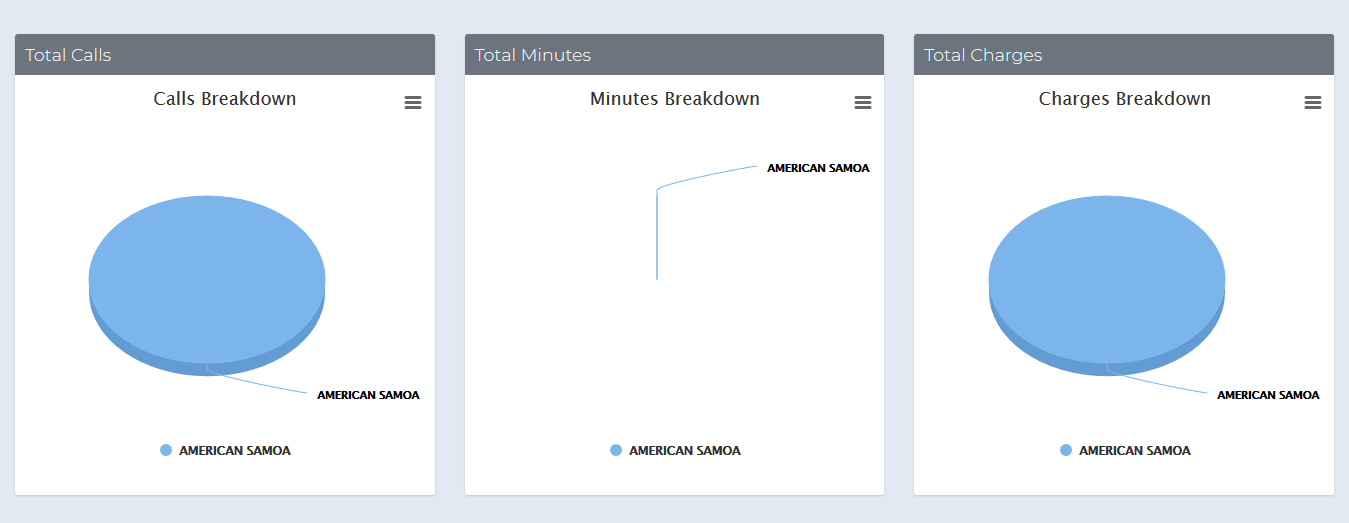 Total Calls
Calls Breakdown
AMERICAN SAMOA
AMERICAN SAMOA
Total Minutes
Minutes Breakdown
AMERICAN SAMOA
AMERICAN SAMOA
Total Charges
Charges Breakdown
AMERICAN SAMOA
AMERICAN SAMOA